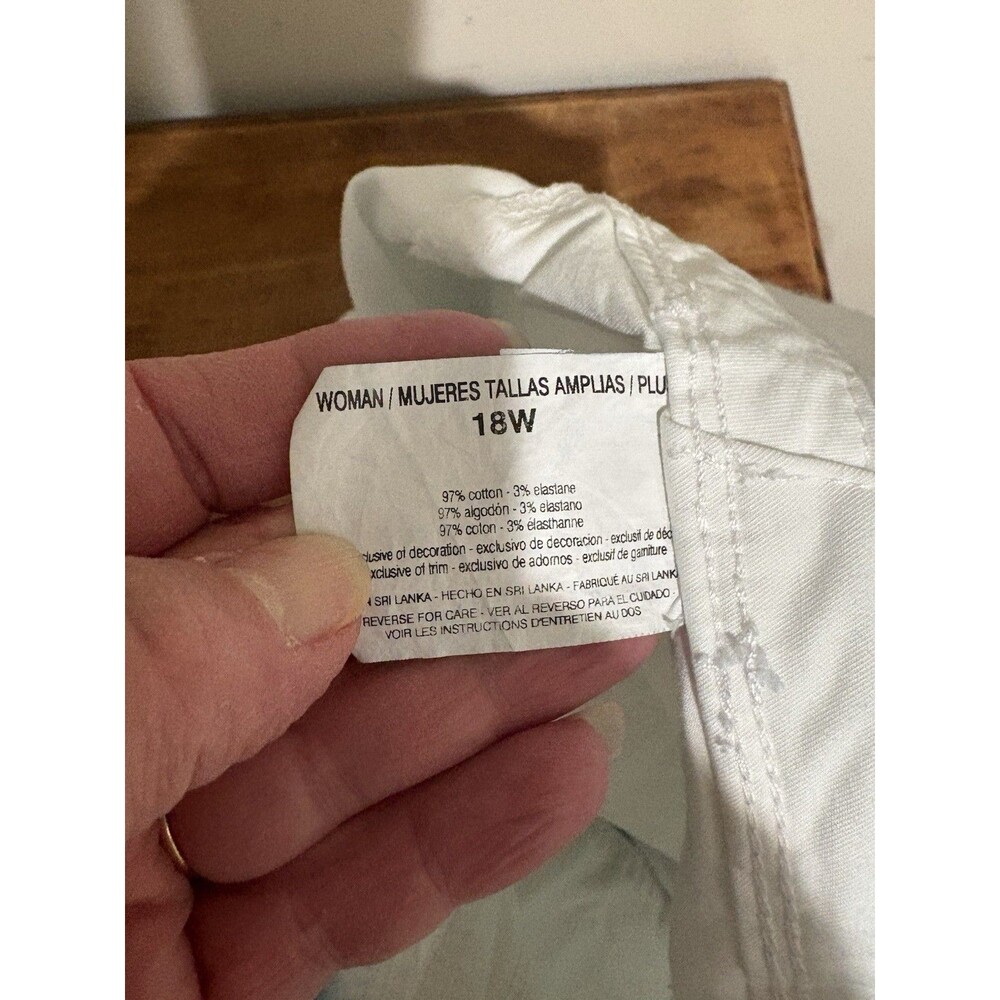 WOMAN / MUJERES TALLAS AMPLIAS / PLU
18W
97% cotton - 3% elastane
97% algodón - 3% elastano
97% coton - 3% élasthanne
clusive of decoration - exclusivo de decoracion - exclusif de déc
xclusive of trim - exclusivo de adornos - exclusif de garniture
N SRI LANKA - HECHO EN SRI LANKA - FABRIQUÉ AU SRI LANK
REVERSE FOR CARE - VER AL REVERSO PARA EL CUIDADO -
VOIR LES INSTRUCTIONS D'ENTRETIEN AU DOS